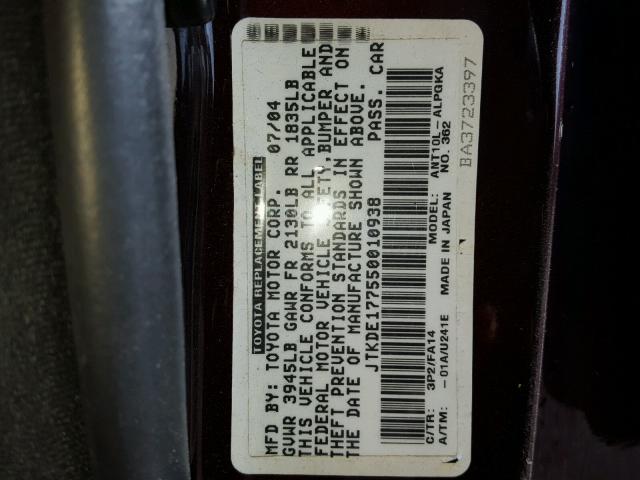 TOYOTA REPLACEMENT LABEL
MFD BY: TOYOTA MOTOR CORP. 07/04
GVWR 3945LB GAWR FR 2130LB RR 1835LB
THIS VEHICLE CONFORMS TO ALL APPLICABLE
FEDERAL MOTOR VEHICLE SAFETY, BUMPER AND
THEFT PREVENTION STANDARDS IN EFFECT ON
THE DATE OF MANUFACTURE SHOWN ABOVE.
JTKDE177550010938 PASS. CAR
C/TR: 3P2/FA14 MODEL: ANT10L-ALPGKA
A/TM: -01A/U241E MADE IN JAPAN NO. 362
BA3723397